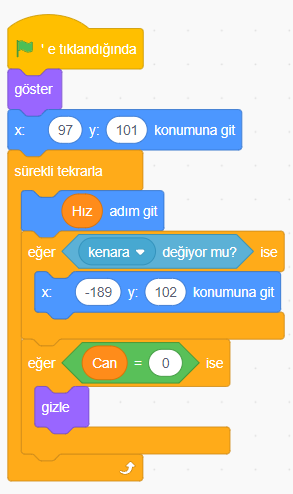 ' e tıklandığında
göster
x: 97 y: 101 konumuna git
sürekli tekrarla
Hız adım git
eğer kenara değiyor mu? ise
x: -189 y: 102 konumuna git
eğer Can = 0 ise
gizle